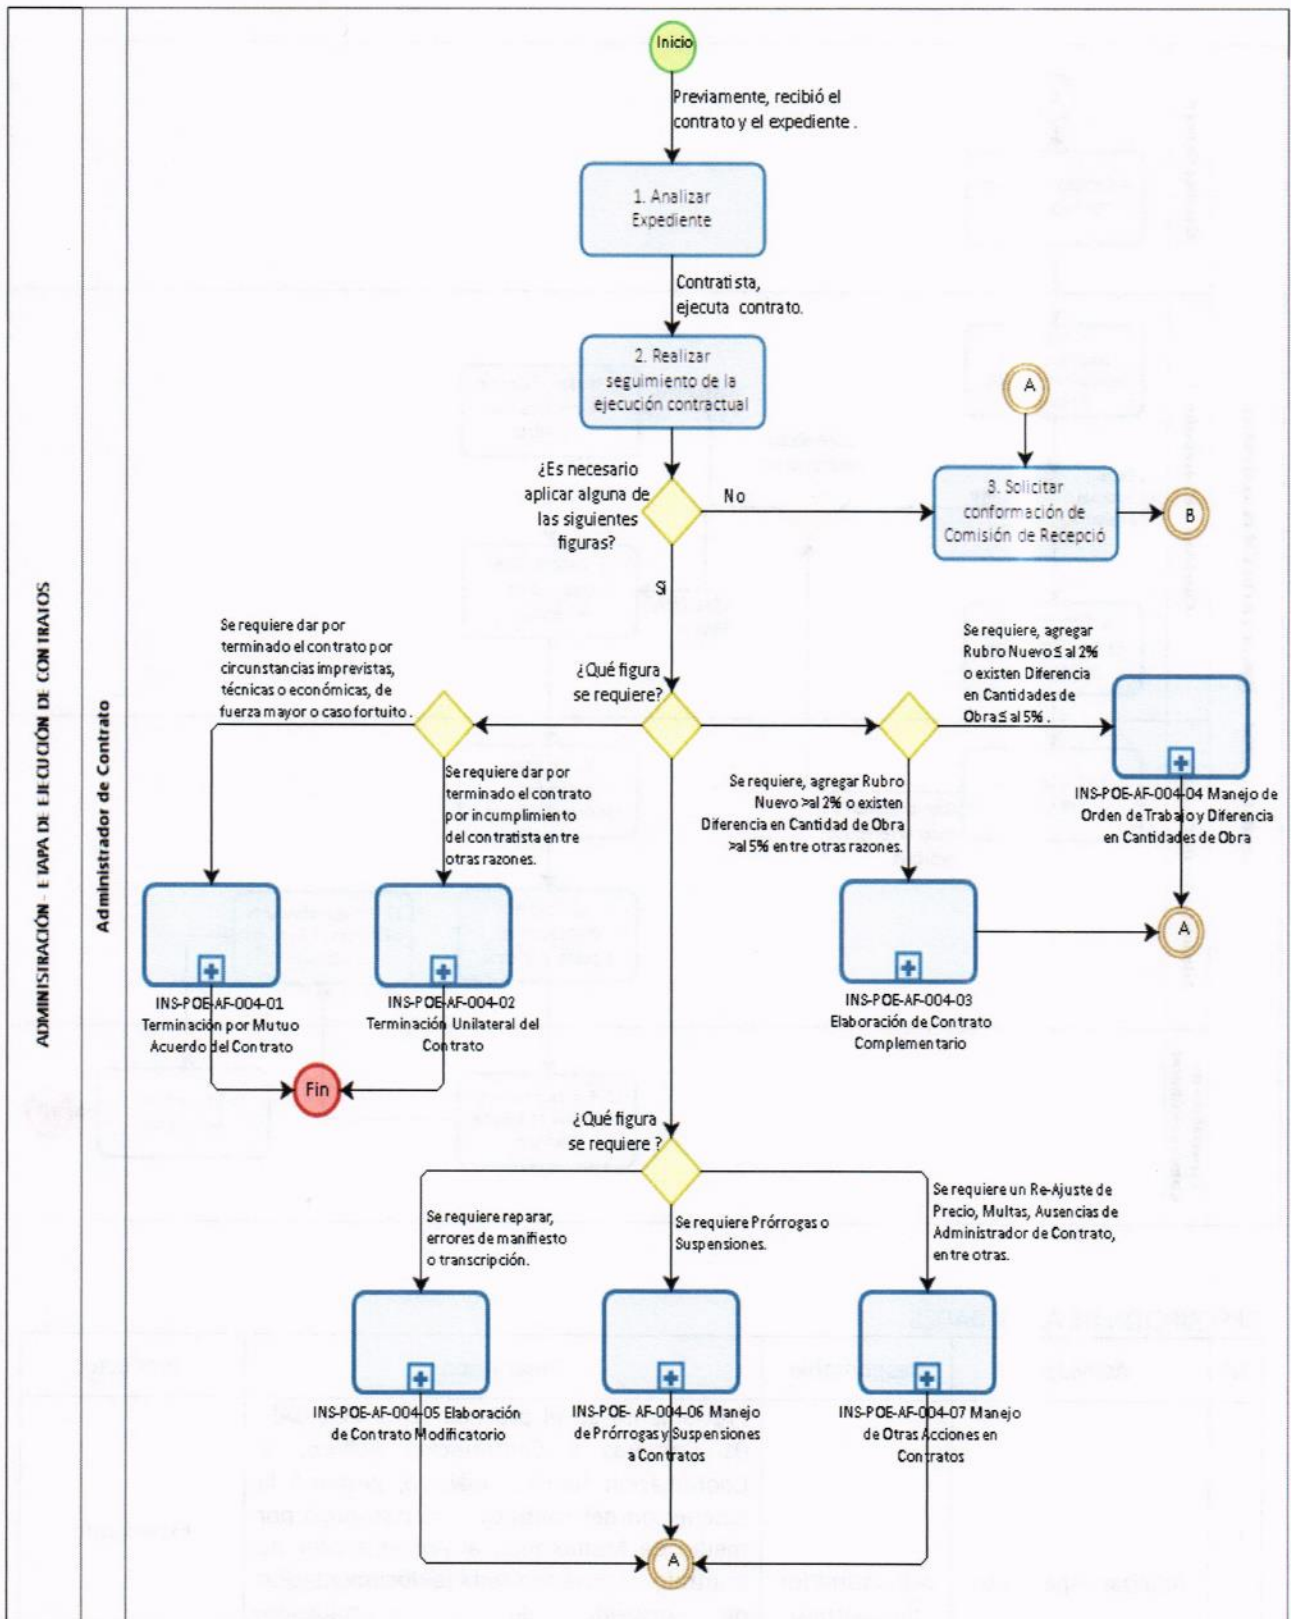 Inicio
Previamente, recibió el
contrato y el expediente .
1. Analizar
Expediente
Contratista,
ejecuta contrato.
2. Realizar
seguimiento de la
ejecución contractual
A
¿Es necesario
aplicar alguna de
las siguientes
figuras?
No
3. Solicitar
conformación de
Comisión de Recepció
B
Si
ADMINISTRACIÓN - ETAPA DE EJECUCIÓN DE CONTRATOS
Administrador de Contrato
Se requiere dar por
terminado el contrato por
circunstancias imprevistas,
técnicas o económicas, de
fuerza mayor o caso fortuito .
¿Qué figura
se requiere?
Se requiere, agregar
Rubro Nuevo ≤ al 2%
o existen Diferencia
en Cantidades de
Obra ≤ al 5% .
Se requiere dar por
terminado el contrato
por incumplimiento
del contratista entre
otras razones.
Se requiere, agregar Rubro
Nuevo >al 2% o existen
Diferencia en Cantidad de Obra
>al 5% entre otras razones.
INS-POE-AF-004-04 Manejo de
Orden de Trabajo y Diferencia
en Cantidades de Obra
A
INS-POE-AF-004-01
Terminación por Mutuo
Acuerdo del Contrato
INS-POE-AF-004-02
Terminación Unilateral del
Contrato
INS-POE-AF-004-03
Elaboración de Contrato
Complementario
Fin
¿Qué figura
se requiere ?
Se requiere reparar,
errores de manifiesto
o transcripción.
Se requiere Prórrogas o
Suspensiones.
Se requiere un Re-Ajuste de
Precio, Multas, Ausencias de
Administrador de Contrato,
entre otras.
INS-POE-AF-004-05 Elaboración
de Contrato Modificatorio
INS-POE-AF-004-06 Manejo
de Prórrogas y Suspensiones
a Contratos
INS-POE-AF-004-07 Manejo
de Otras Acciones en
Contratos
A